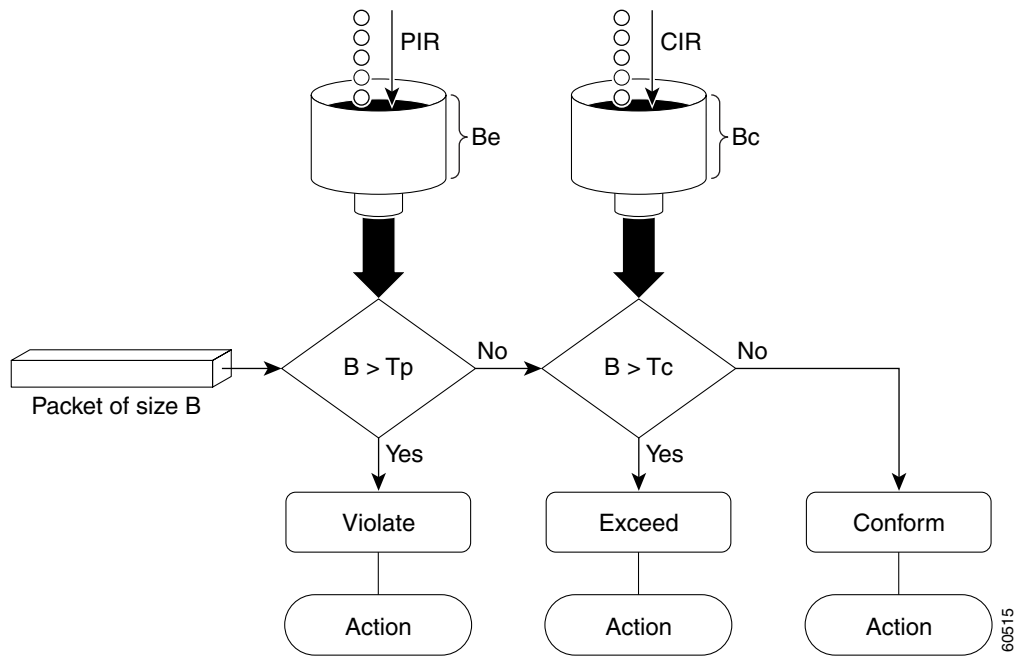 PIR
CIR
Be
Bc
B > Tp
No
B > Tc
No
Packet of size B
Yes
Yes
Violate
Exceed
Conform
Action
Action
Action
60515